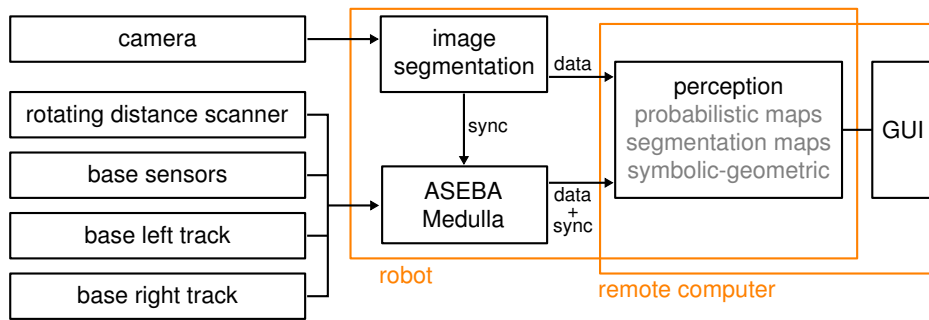 camera
rotating distance scanner
base sensors
base left track
base right track
image
segmentation
sync
ASEBA
Medulla
data
data
+
sync
perception
probabilistic maps
segmentation maps
symbolic-geometric
GUI
robot
remote computer